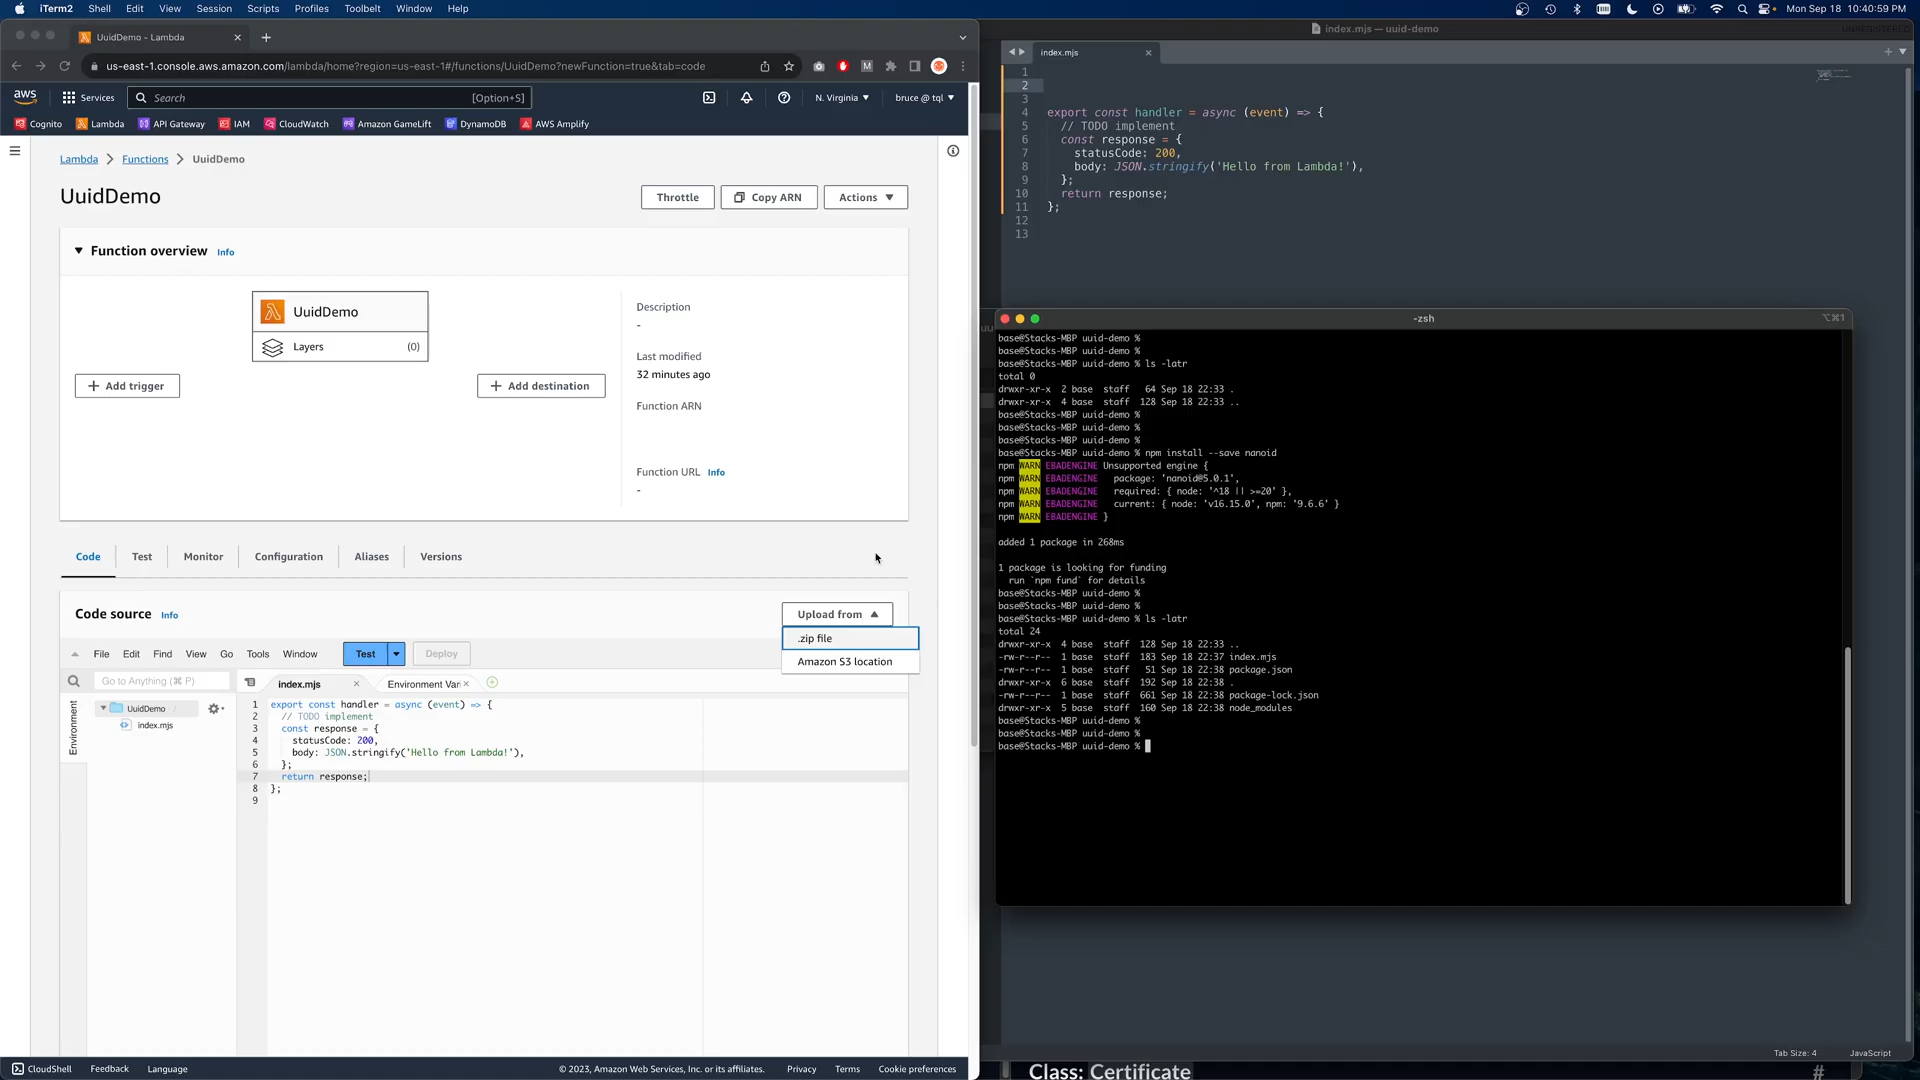 iTerm2 Shell Edit View Session Scripts Profiles Toolbelt Window Help Mon Sep 18 10:40:59 PM
UuidDemo - Lambda
us-east-1.console.aws.amazon.com/lambda/home?region=us-east-1#/functions/UuidDemo?newFunction=true&tab=code
aws Services Search [Option+S] N. Virginia bruce @ tql
Cognito Lambda API Gateway IAM CloudWatch Amazon GameLift DynamoDB AWS Amplify
Lambda > Functions > UuidDemo
UuidDemo
Throttle Copy ARN Actions
Function overview Info
UuidDemo
Layers (0)
Add trigger
Add destination
Description
-
Last modified
32 minutes ago
Function ARN
Function URL Info
-
Code Test Monitor Configuration Aliases Versions
Code source Info
Upload from
.zip file
Amazon S3 location
File Edit Find View Go Tools Window Test Deploy
Go to Anything (⌘ P)
index.mjs Environment Vari
Environment
UuidDemo - /
index.mjs
1 export const handler = async (event) => {
2 // TODO implement
3 const response = {
4 statusCode: 200,
5 body: JSON.stringify('Hello from Lambda!'),
6 };
7 return response;
8 };
9
CloudShell Feedback Language © 2023, Amazon Web Services, Inc. or its affiliates. Privacy Terms Cookie preferences
index.mjs — uuid-demo
UNREGISTERED
index.mjs
1
2
3
4 export const handler = async (event) => {
5 // TODO implement
6 const response = {
7 statusCode: 200,
8 body: JSON.stringify('Hello from Lambda!'),
9 };
10 return response;
11 };
12
13
-zsh ⌥⌘1
base@Stacks-MBP uuid-demo %
base@Stacks-MBP uuid-demo %
base@Stacks-MBP uuid-demo % ls -latr
total 0
drwxr-xr-x 2 base staff 64 Sep 18 22:33 .
drwxr-xr-x 4 base staff 128 Sep 18 22:33 ..
base@Stacks-MBP uuid-demo %
base@Stacks-MBP uuid-demo %
base@Stacks-MBP uuid-demo %
base@Stacks-MBP uuid-demo % npm install --save nanoid
npm WARN EBADENGINE Unsupported engine {
npm WARN EBADENGINE package: 'nanoid@5.0.1',
npm WARN EBADENGINE required: { node: '^18 || >=20' },
npm WARN EBADENGINE current: { node: 'v16.15.0', npm: '9.6.6' }
npm WARN EBADENGINE }
added 1 package in 268ms
1 package is looking for funding
run `npm fund` for details
base@Stacks-MBP uuid-demo %
base@Stacks-MBP uuid-demo %
base@Stacks-MBP uuid-demo % ls -latr
total 24
drwxr-xr-x 4 base staff 128 Sep 18 22:33 ..
-rw-r--r-- 1 base staff 183 Sep 18 22:37 index.mjs
-rw-r--r-- 1 base staff 51 Sep 18 22:38 package.json
drwxr-xr-x 6 base staff 192 Sep 18 22:38 .
-rw-r--r-- 1 base staff 661 Sep 18 22:38 package-lock.json
drwxr-xr-x 5 base staff 160 Sep 18 22:38 node_modules
base@Stacks-MBP uuid-demo %
base@Stacks-MBP uuid-demo %
base@Stacks-MBP uuid-demo %
Tab Size: 4 JavaScript
Class: Certificate #